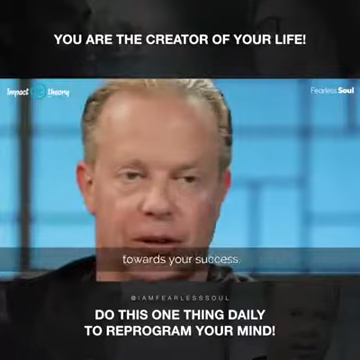 YOU ARE THE CREATOR OF YOUR LIFE!
Impact theory
Fearless Soul
towards your success.
@IAMFEARLESSSOUL
DO THIS ONE THING DAILY
TO REPROGRAM YOUR MIND!